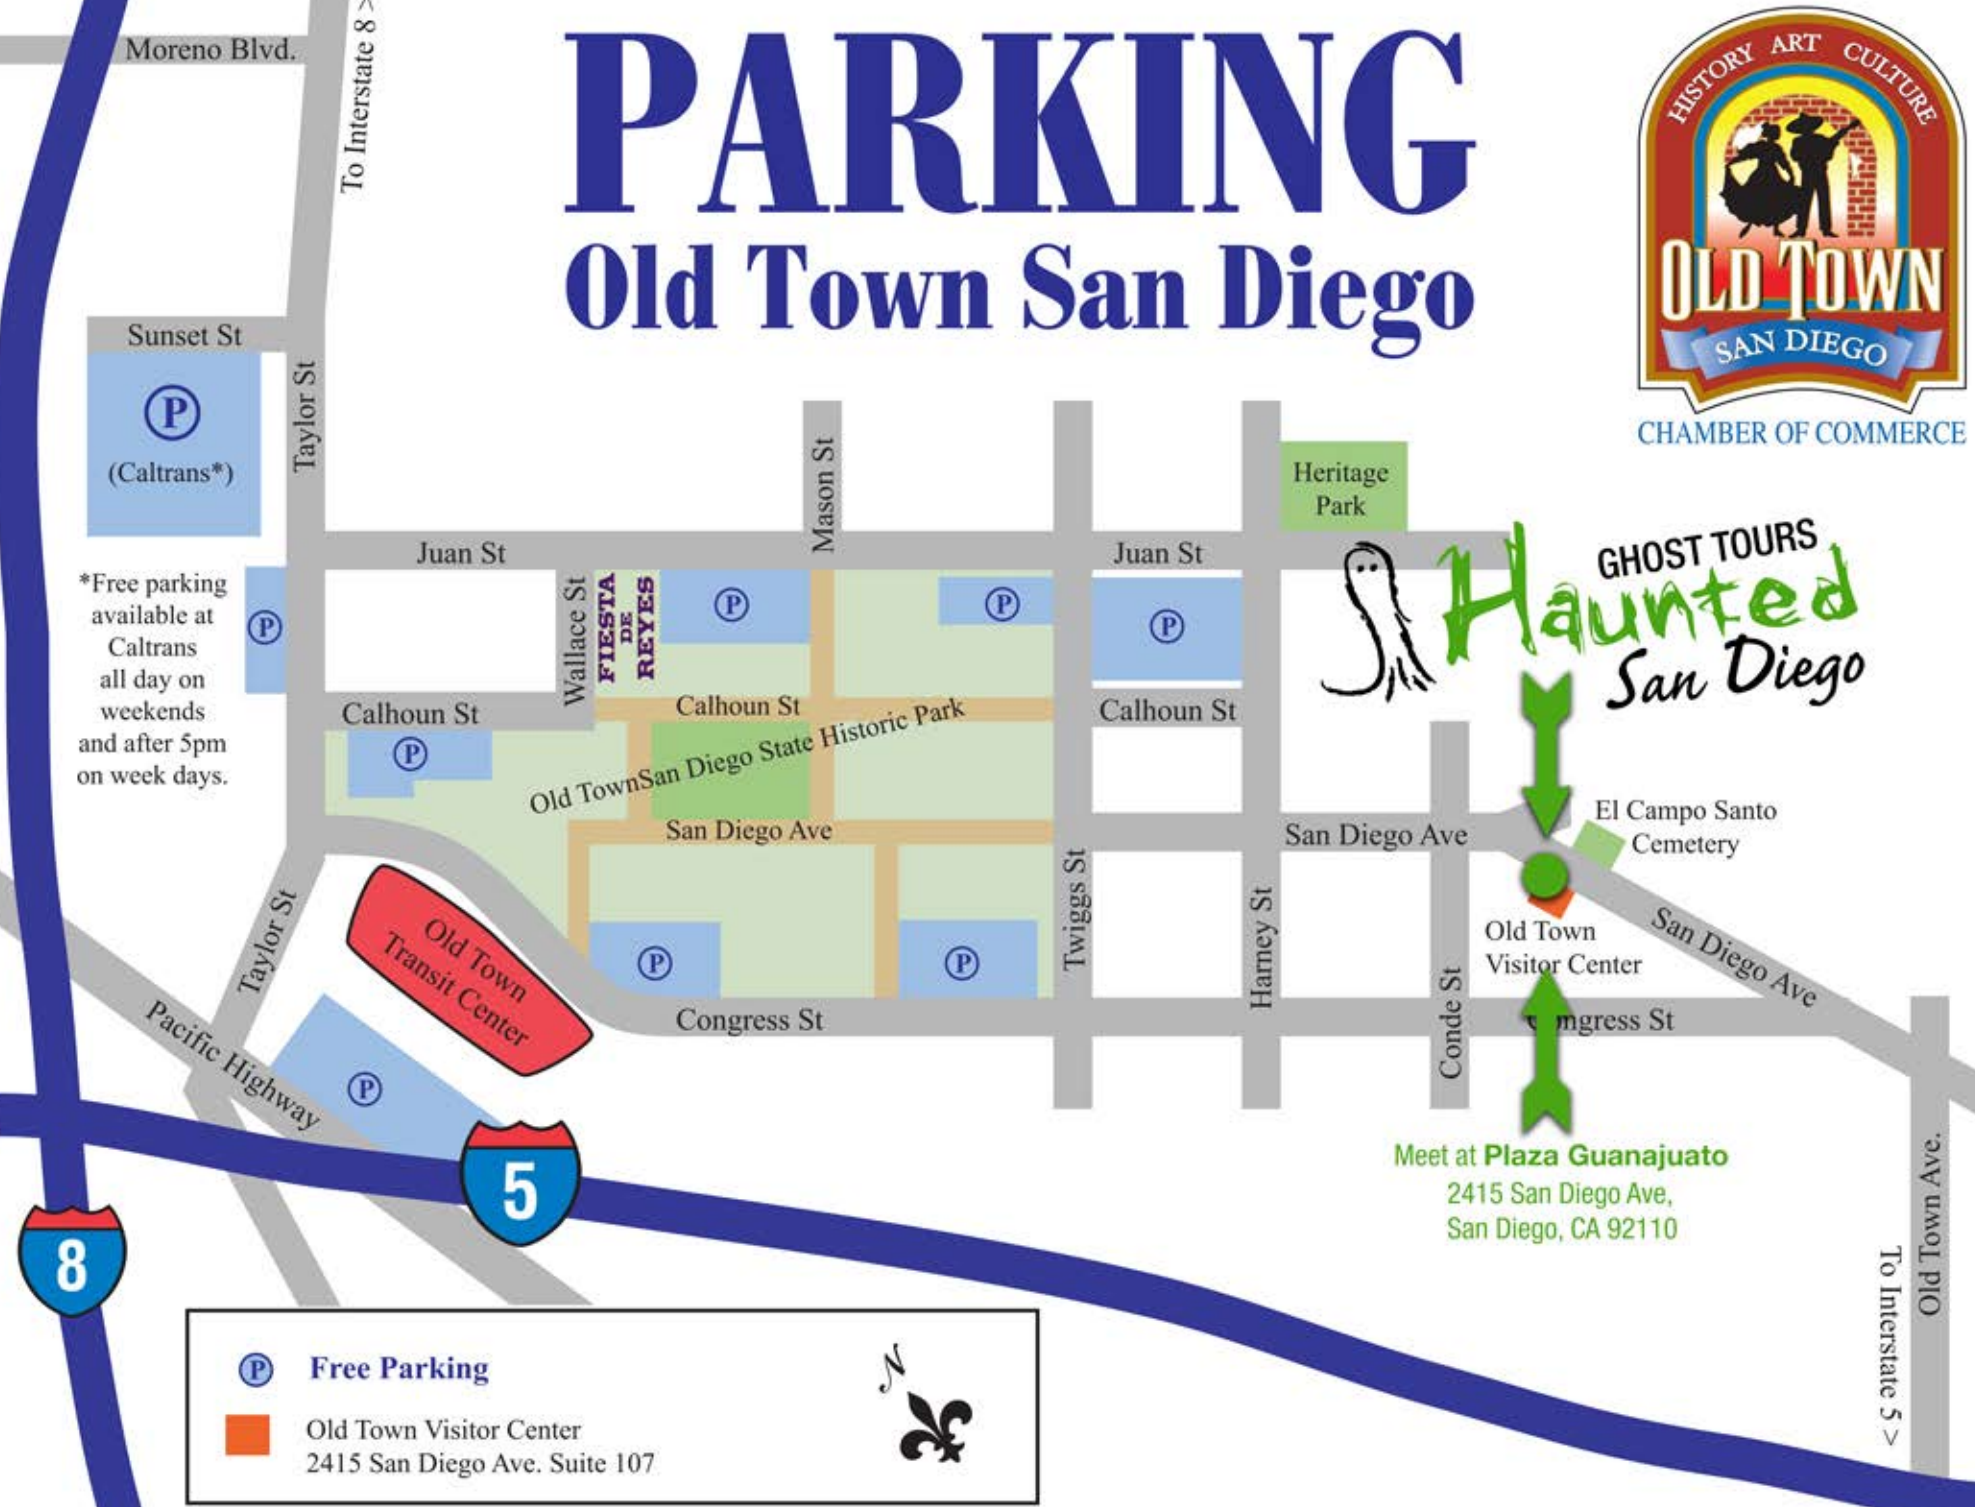 PARKING
Old Town San Diego
HISTORY ART CULTURE
OLD TOWN
SAN DIEGO
CHAMBER OF COMMERCE
Moreno Blvd.
To Interstate 8 >
Sunset St
P
(Caltrans*)
Taylor St
*Free parking
available at
Caltrans
all day on
weekends
and after 5pm
on week days.
P
Juan St
Mason St
Juan St
Heritage
Park
Wallace St
FIESTA
DE
REYES
P
P
P
GHOST TOURS
Haunted
San Diego
Calhoun St
Calhoun St
Calhoun St
P
Old TownSan Diego State Historic Park
San Diego Ave
San Diego Ave
El Campo Santo
Cemetery
Old Town
Visitor Center
San Diego Ave
Taylor St
Old Town
Transit Center
P
P
Twiggs St
Harney St
Conde St
Congress St
Congress St
Pacific Highway
P
5
8
Meet at Plaza Guanajuato
2415 San Diego Ave,
San Diego, CA 92110
Old Town Ave.
To Interstate 5 >
P Free Parking
Old Town Visitor Center
2415 San Diego Ave. Suite 107
N